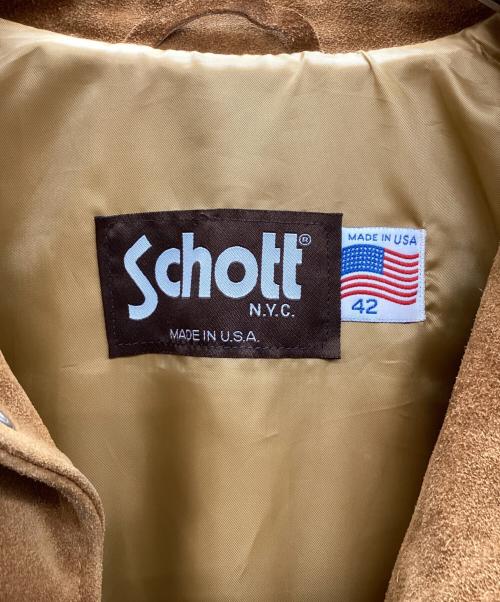 Schott®
N.Y.C.
MADE IN U.S.A.
MADE IN USA
42